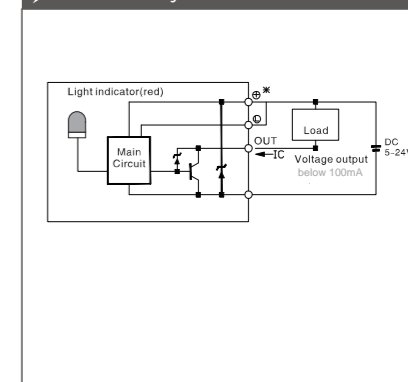 Light indicator(red)
⊕ *
Ⓛ
OUT
IC
Main
Circuit
Load
Voltage output
below 100mA
DC
5-24V